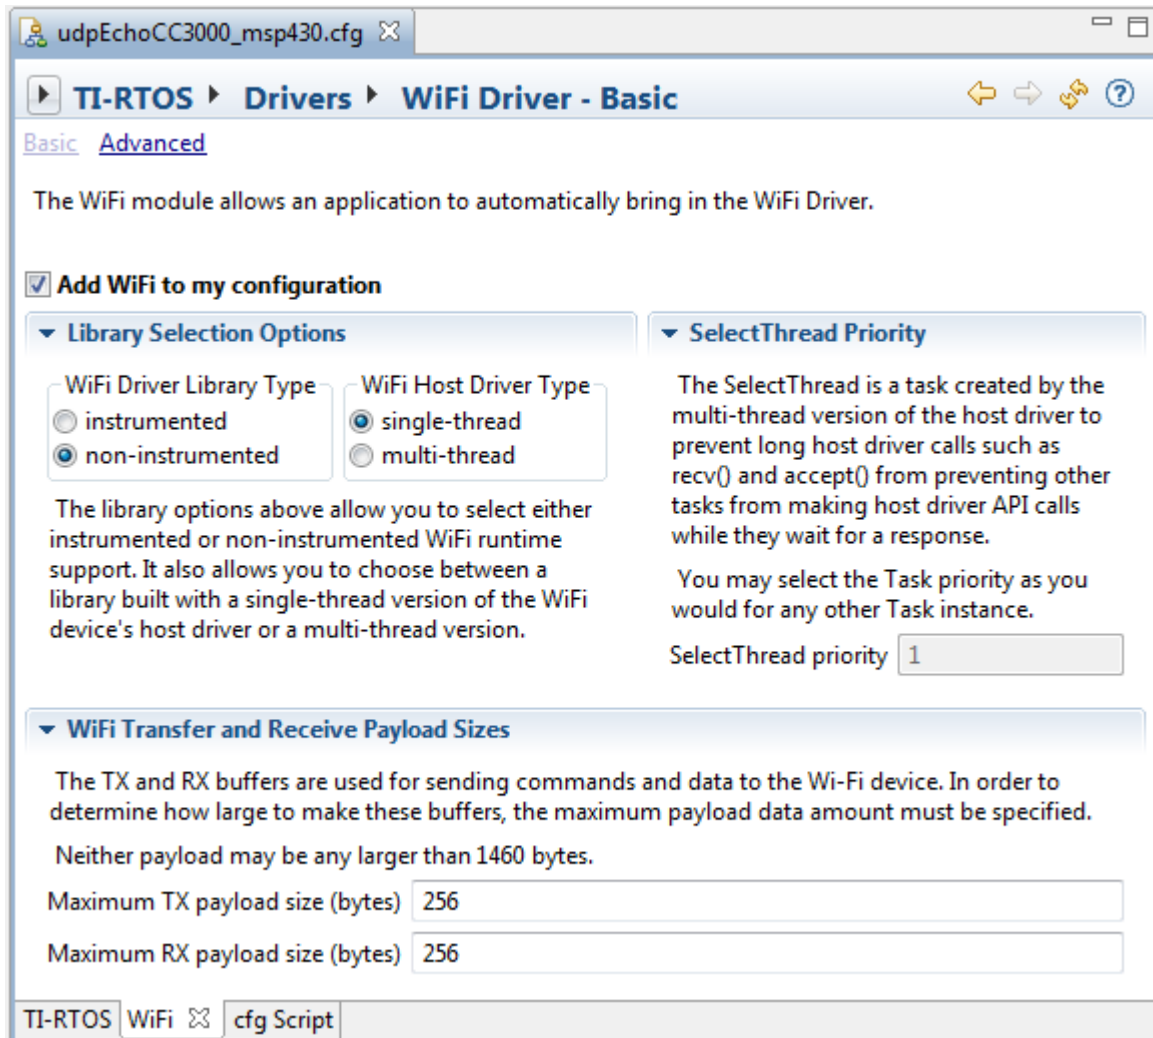 udpEchoCC3000_msp430.cfg
TI-RTOS Drivers WiFi Driver - Basic
Basic Advanced
The WiFi module allows an application to automatically bring in the WiFi Driver.
Add WiFi to my configuration
Library Selection Options
WiFi Driver Library Type
instrumented
non-instrumented
WiFi Host Driver Type
single-thread
multi-thread
The library options above allow you to select either
instrumented or non-instrumented WiFi runtime
support. It also allows you to choose between a
library built with a single-thread version of the WiFi
device's host driver or a multi-thread version.
SelectThread Priority
The SelectThread is a task created by the
multi-thread version of the host driver to
prevent long host driver calls such as
recv() and accept() from preventing other
tasks from making host driver API calls
while they wait for a response.
You may select the Task priority as you
would for any other Task instance.
SelectThread priority 1
WiFi Transfer and Receive Payload Sizes
The TX and RX buffers are used for sending commands and data to the Wi-Fi device. In order to
determine how large to make these buffers, the maximum payload data amount must be specified.
Neither payload may be any larger than 1460 bytes.
Maximum TX payload size (bytes) 256
Maximum RX payload size (bytes) 256
TI-RTOS WiFi cfg Script